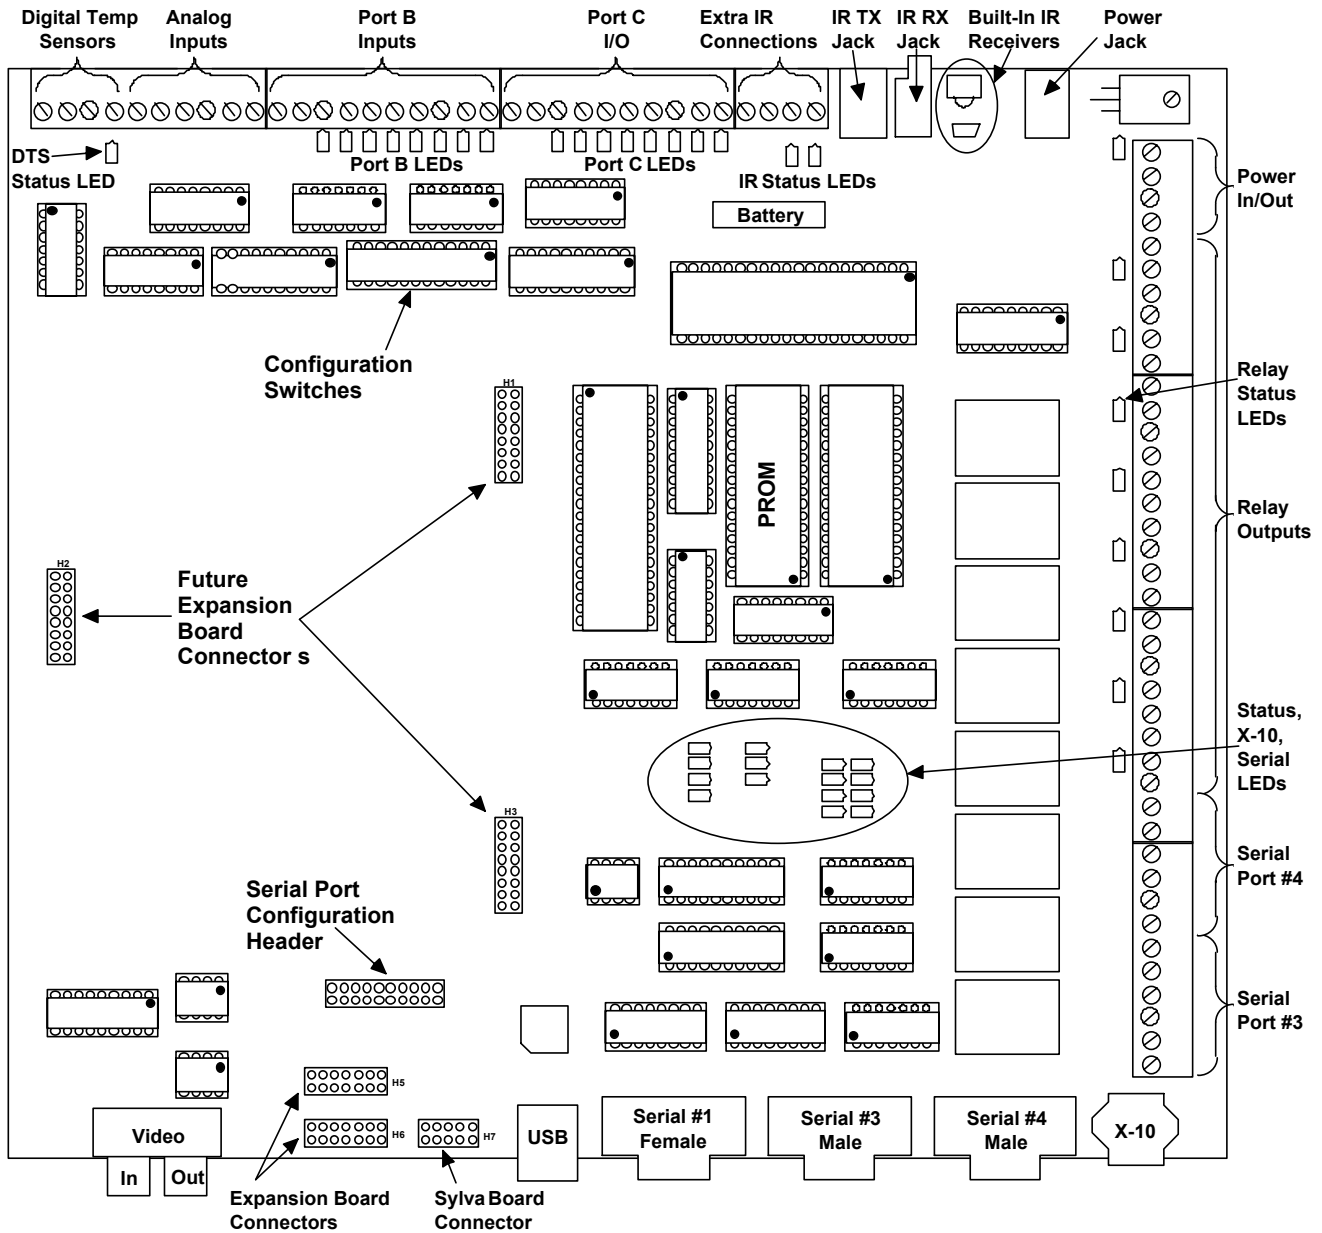 Digital Temp
Sensors
Analog
Inputs
Port B
Inputs
Port C
I/O
Extra IR
Connections
IR TX
Jack
IR RX
Jack
Built-In IR
Receivers
Power
Jack
DTS
Status LED
Port B LEDs
Port C LEDs
IR Status LEDs
Battery
Power
In/Out
Configuration
Switches
H1
Relay
Status
LEDs
PROM
Relay
Outputs
H2
Future
Expansion
Board
Connector s
Status,
X-10,
Serial
LEDs
H3
Serial Port
Configuration
Header
Serial
Port #4
Serial
Port #3
H5
H6
H7
Video
In
Out
USB
Serial #1
Female
Serial #3
Male
Serial #4
Male
X-10
Expansion Board
Connectors
Sylva Board
Connector